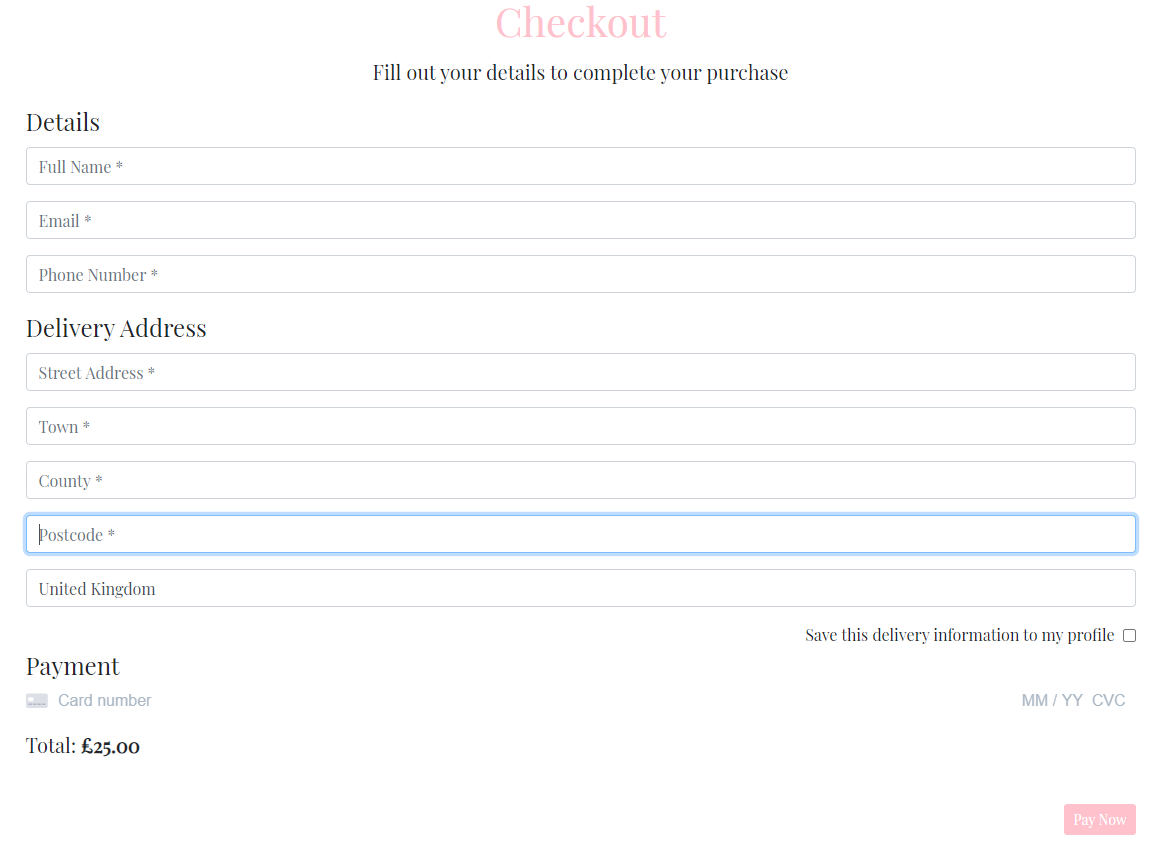 Checkout
Fill out your details to complete your purchase
Details
Full Name *
Email *
Phone Number *
Delivery Address
Street Address *
Town *
County *
Postcode *
United Kingdom
Save this delivery information to my profile
Payment
Card number MM / YY CVC
Total: £25.00
Pay Now